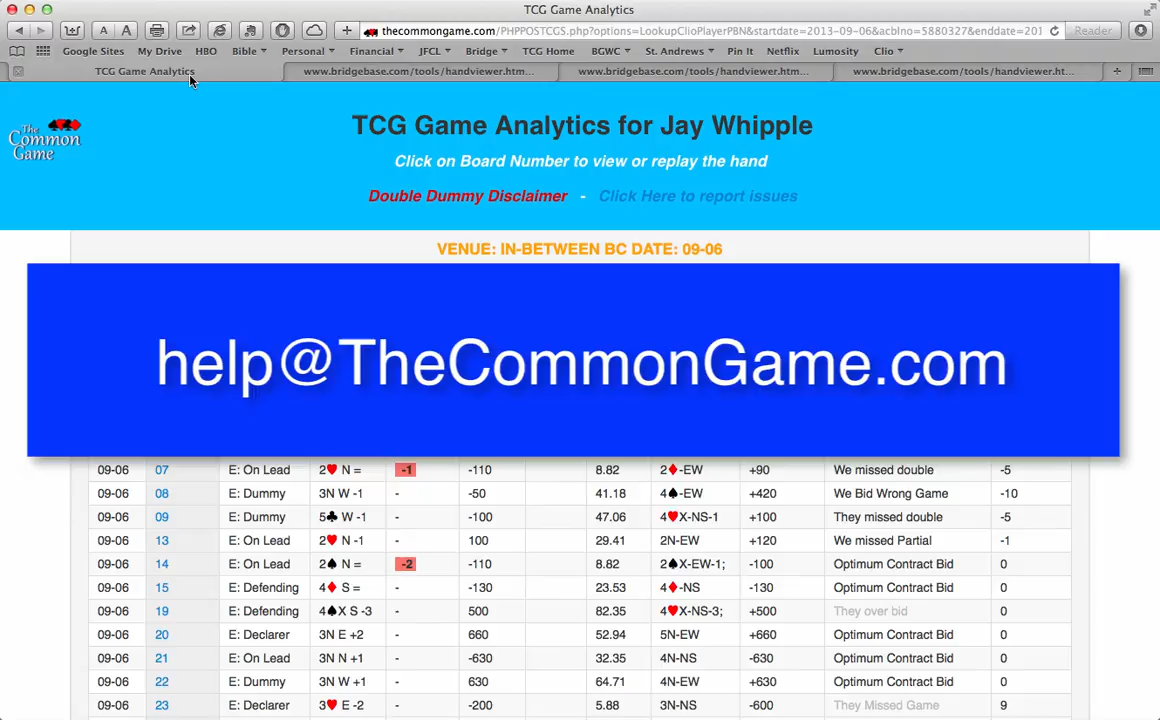 TCG Game Analytics
A A thecommongame.com/PHPPOSTCGS.php?options=LookupClioPlayerPBN&startdate=2013-09-06&acblno=5880327&enddate=201 Reader
Google Sites My Drive HBO Bible Personal Financial JFCL Bridge TCG Home BGWC St. Andrews Pin It Netflix Lumosity Clio
TCG Game Analytics www.bridgebase.com/tools/handviewer.htm... www.bridgebase.com/tools/handviewer.htm... www.bridgebase.com/tools/handviewer.ht...
The Common Game
TCG Game Analytics for Jay Whipple
Click on Board Number to view or replay the hand
Double Dummy Disclaimer - Click Here to report issues
VENUE: IN-BETWEEN BC DATE: 09-06
help@TheCommonGame.com
09-06 07 E: On Lead 2♥ N = -1 -110 8.82 2♦-EW +90 We missed double -5
09-06 08 E: Dummy 3N W -1 - -50 41.18 4♠-EW +420 We Bid Wrong Game -10
09-06 09 E: Dummy 5♣ W -1 - -100 47.06 4♥X-NS-1 +100 They missed double -5
09-06 13 E: On Lead 2♥ N -1 - 100 29.41 2N-EW +120 We missed Partial -1
09-06 14 E: On Lead 2♠ N = -2 -110 8.82 2♠X-EW-1; -100 Optimum Contract Bid 0
09-06 15 E: Defending 4♦ S = - -130 23.53 4♦-NS -130 Optimum Contract Bid 0
09-06 19 E: Defending 4♠X S -3 - 500 82.35 4♥X-NS-3; +500 They over bid 0
09-06 20 E: Declarer 3N E +2 - 660 52.94 5N-EW +660 Optimum Contract Bid 0
09-06 21 E: On Lead 3N N +1 - -630 32.35 4N-NS -630 Optimum Contract Bid 0
09-06 22 E: Dummy 3N W +1 - 630 64.71 4N-EW +630 Optimum Contract Bid 0
09-06 23 E: Declarer 3♥ E -2 - -200 5.88 3N-NS -600 They Missed Game 9